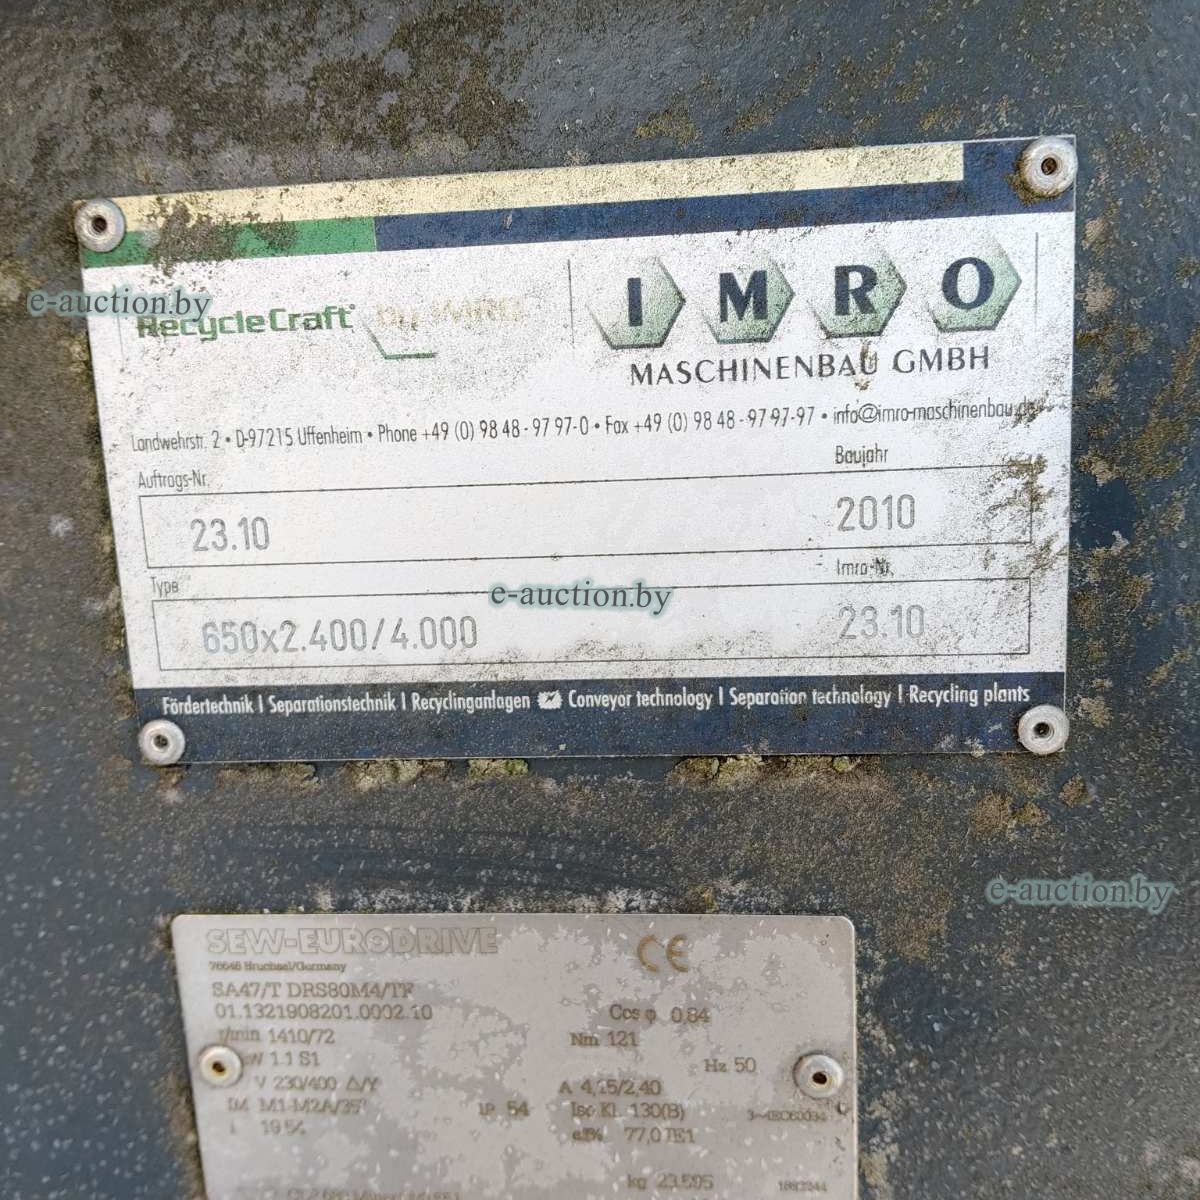 RecycleCraft by IMRO
I M R O
MASCHINENBAU GMBH
Landwehrstr. 2 • D-97215 Uffenheim • Phone +49 (0) 98 48 - 97 97-0 • Fax +49 (0) 98 48 - 97-97-97 • info@imro-maschinenbau.de
Auftrags-Nr.
Baujahr
23.10
2010
Type
Imro-Nr.
650x2.400/4.000
23.10
Fördertechnik | Separationstechnik | Recyclinganlagen
Conveyor technology | Separation technology | Recycling plants
e-auction.by
e-auction.by
e-auction.by
SEW-EURODRIVE
CE
76646 Bruchsal/Germany
SA47/T DRS80M4/TF
01.1321908201.0002.10
Cos φ 0,84
r/min 1410/72
Nm 121
1.1 S1
Hz 50
V 230/400 Δ/Y
A 4,15/2,40
IM M1-M2A/
IP 54
Iso Kl. 130(B)
3~IEC60034
i
eff% 77,0 IE1
kg 23.595